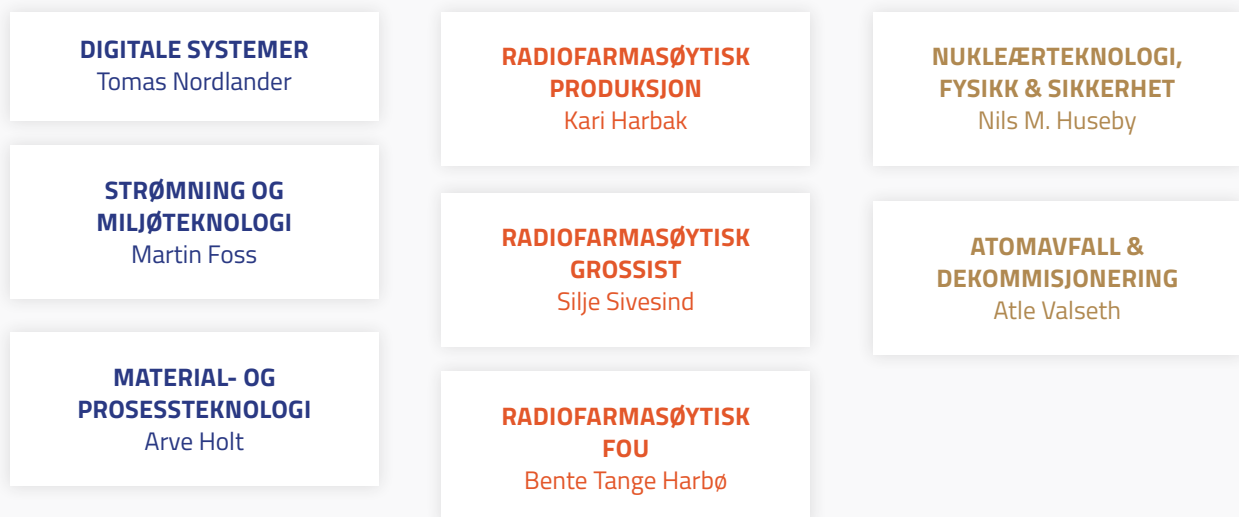 DIGITALE SYSTEMER
Tomas Nordlander
STRØMNING OG
MILJØTEKNOLOGI
Martin Foss
MATERIAL- OG
PROSESSTEKNOLOGI
Arve Holt
RADIOFARMASØYTISK
PRODUKSJON
Kari Harbak
RADIOFARMASØYTISK
GROSSIST
Silje Sivesind
RADIOFARMASØYTISK
FOU
Bente Tange Harbø
NUKLEÆRTEKNOLOGI,
FYSIKK & SIKKERHET
Nils M. Huseby
ATOMAVFALL &
DEKOMMISJONERING
Atle Valseth